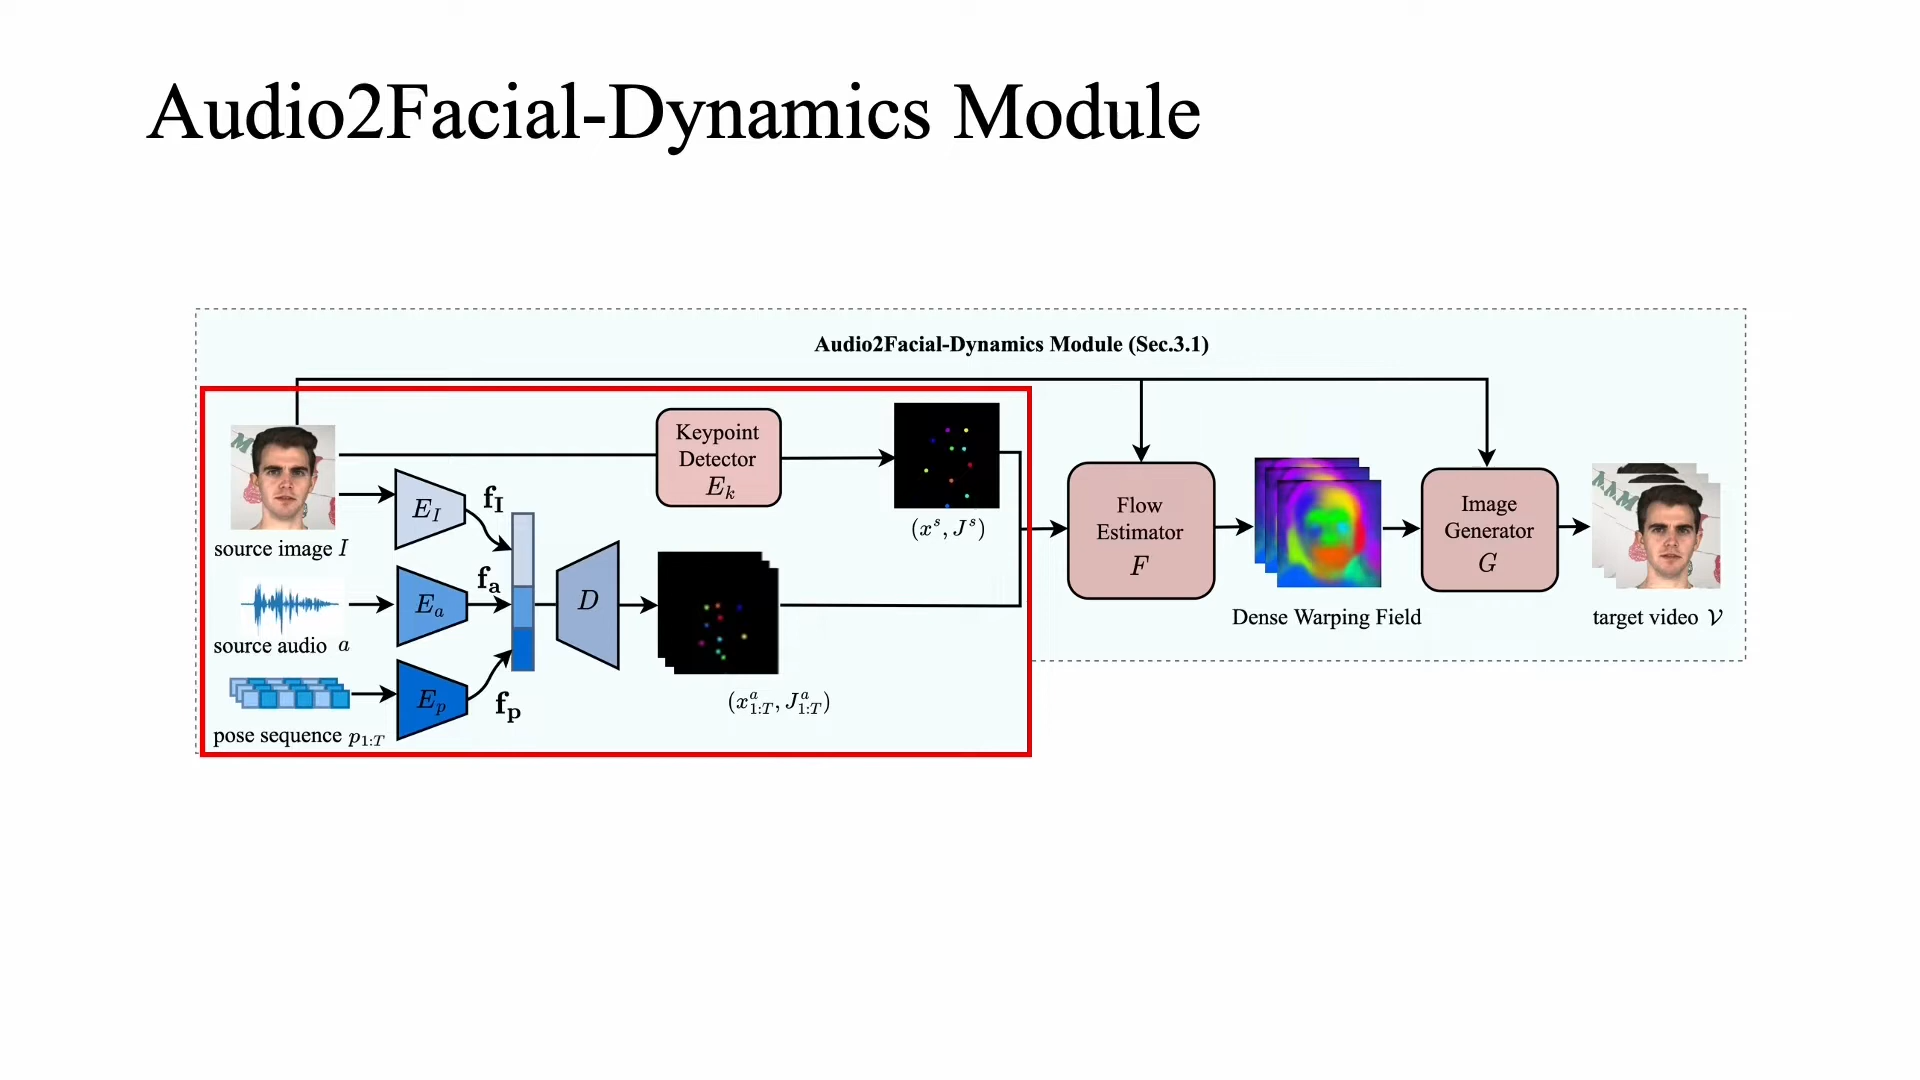 Audio2Facial-Dynamics Module
Audio2Facial-Dynamics Module (Sec.3.1)
source image I
source audio a
pose sequence p_{1:T}
E_I
E_a
E_p
f_I
f_a
f_p
D
Keypoint
Detector
E_k
(x^s, J^s)
(x^a_{1:T}, J^a_{1:T})
Flow
Estimator
F
Dense Warping Field
Image
Generator
G
target video 𝒱